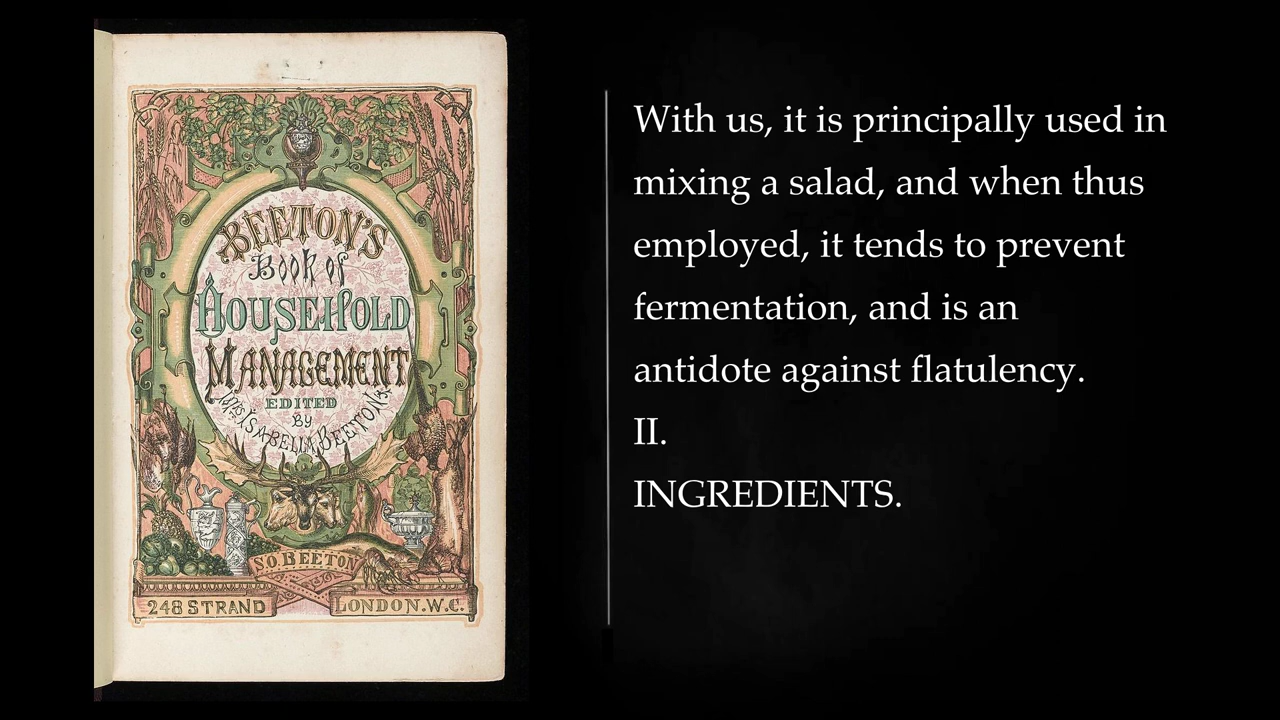 BEETON'S
Book of
HOUSEHOLD
MANAGEMENT
EDITED
BY
MRS ISABELLA BEETON
S.O. BEETON
248 STRAND
LONDON. W.C.
With us, it is principally used in
mixing a salad, and when thus
employed, it tends to prevent
fermentation, and is an
antidote against flatulency.
II.
INGREDIENTS.